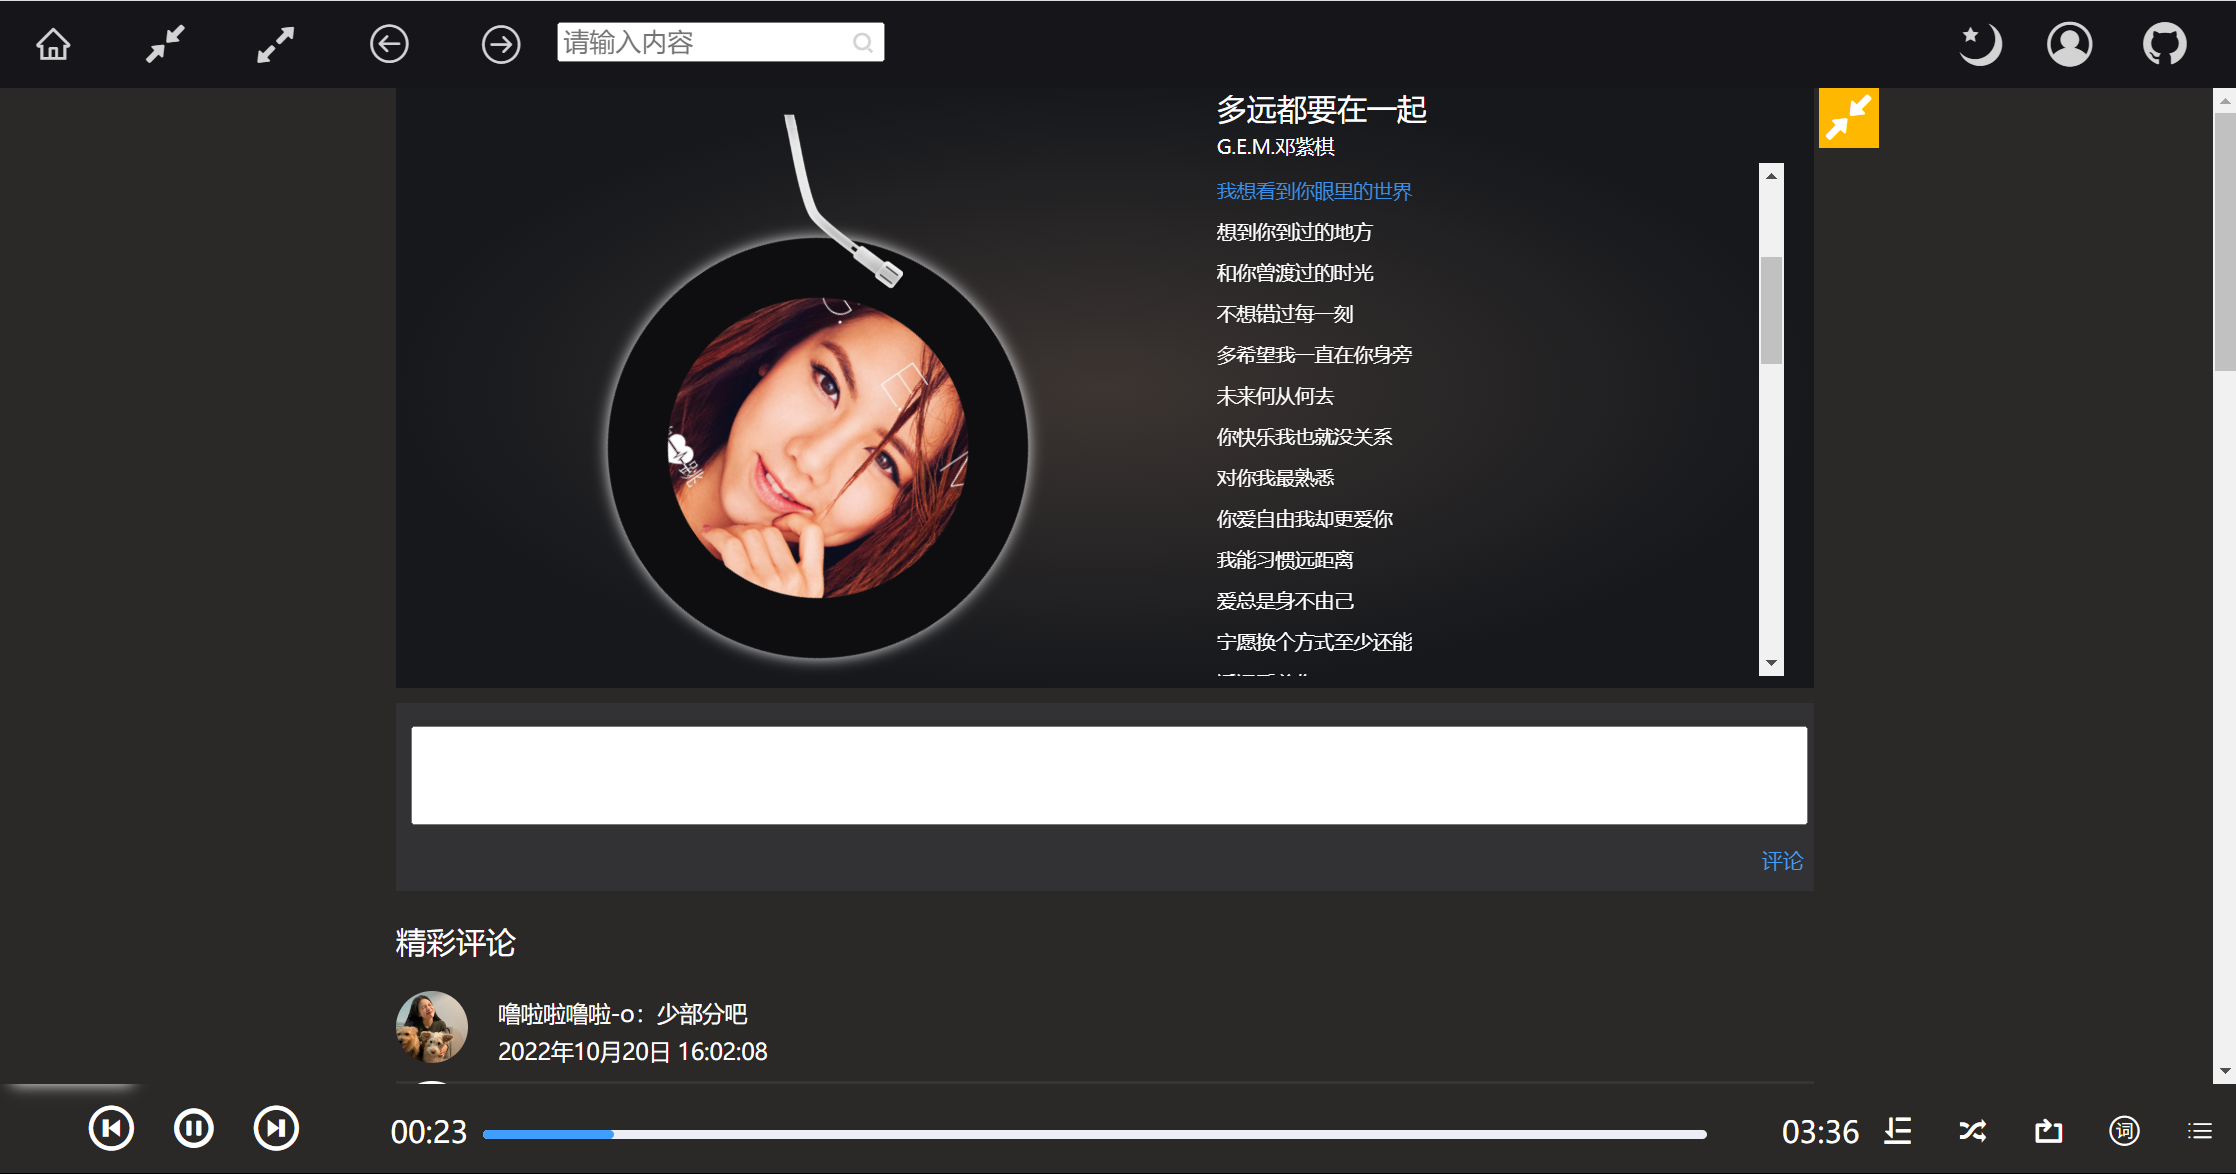 请输入内容
多远都要在一起
G.E.M.邓紫棋
我想看到你眼里的世界
想到你到过的地方
和你曾渡过的时光
不想错过每一刻
多希望我一直在你身旁
未来何从何去
你快乐我也就没关系
对你我最熟悉
你爱自由我却更爱你
我能习惯远距离
爱总是身不由己
宁愿换个方式至少还能
评论
精彩评论
噜啦啦噜啦-o：少部分吧
2022年10月20日 16:02:08
00:23
03:36
词